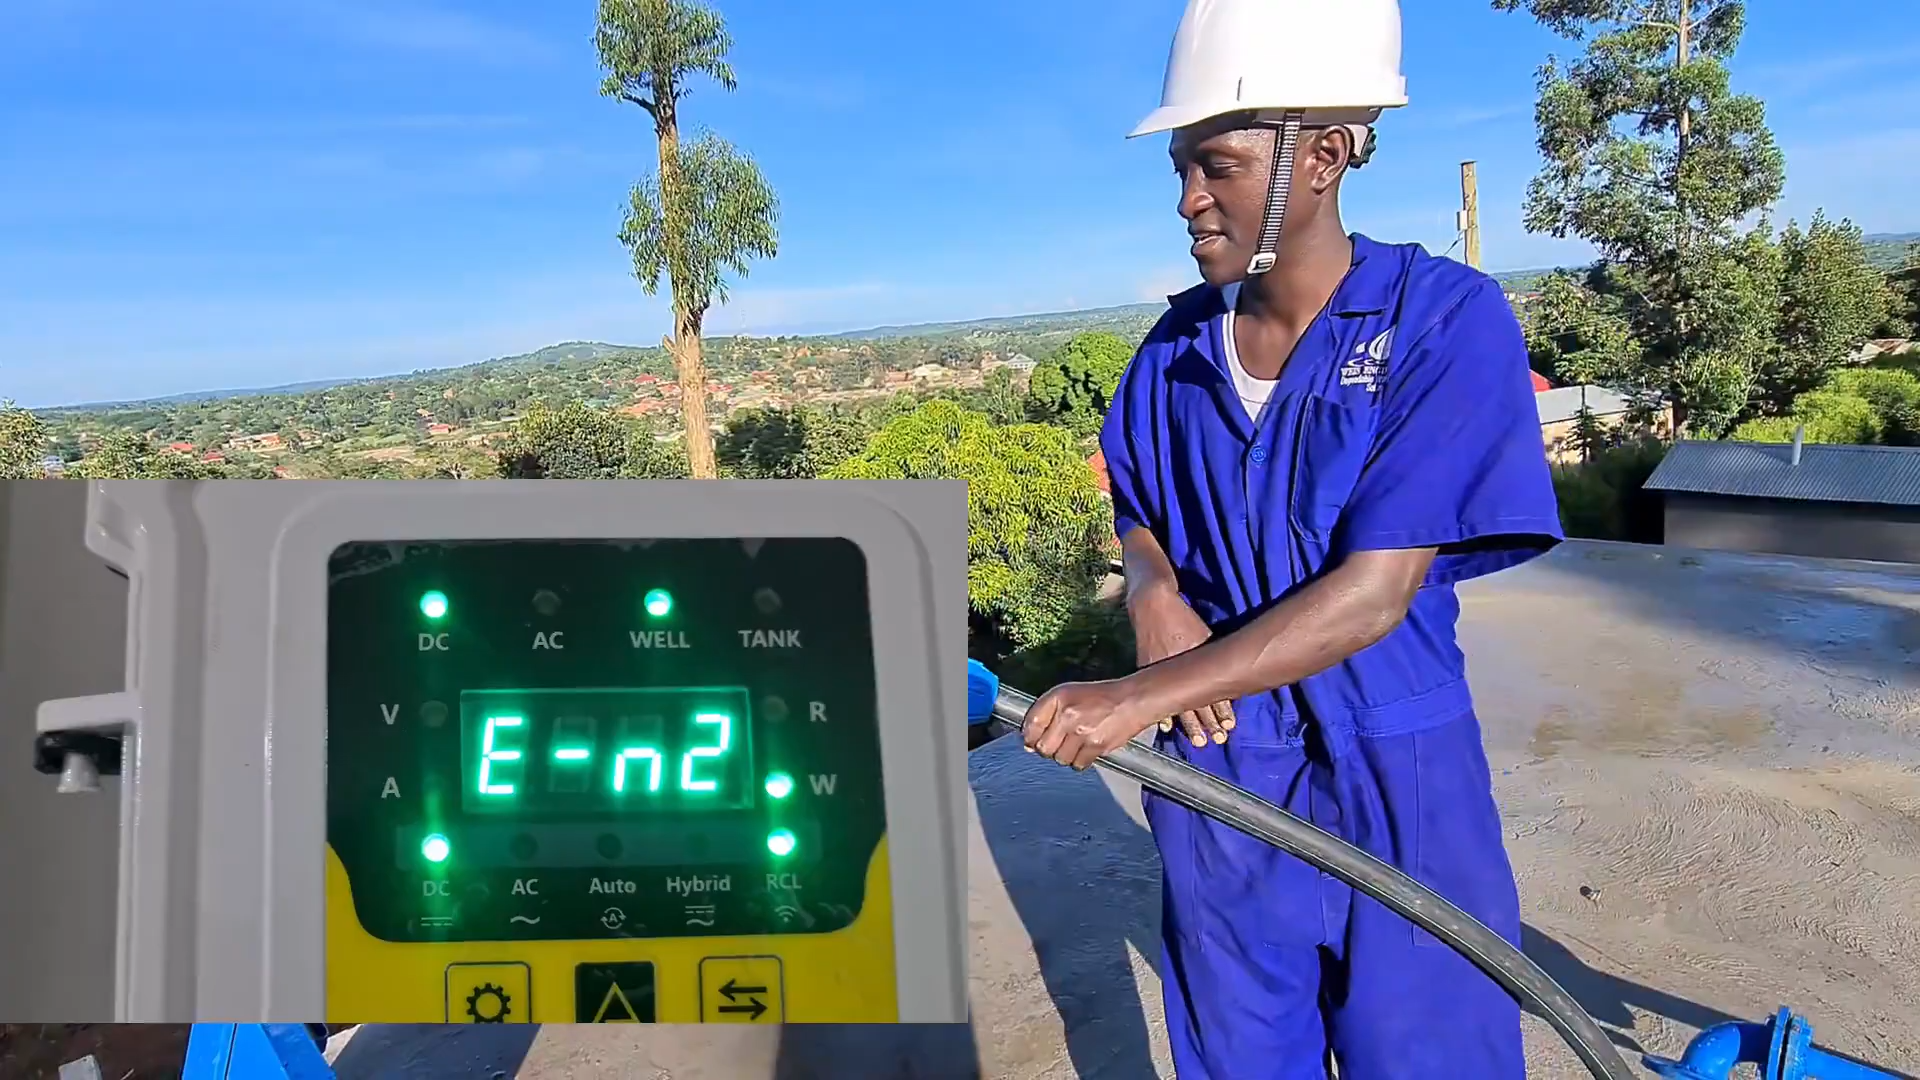 DC AC WELL TANK
V R
E-n2
A W
DC AC Auto Hybrid RCL
A